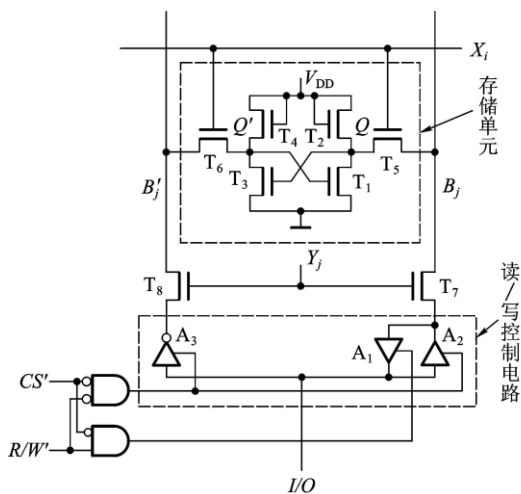 X_i
V_DD
存储单元
Q'
T_4
T_2
Q
T_6
T_3
T_1
T_5
B'_j
B_j
Y_j
T_8
T_7
读/写控制电路
A_3
A_1
A_2
CS'
R/W'
I/O